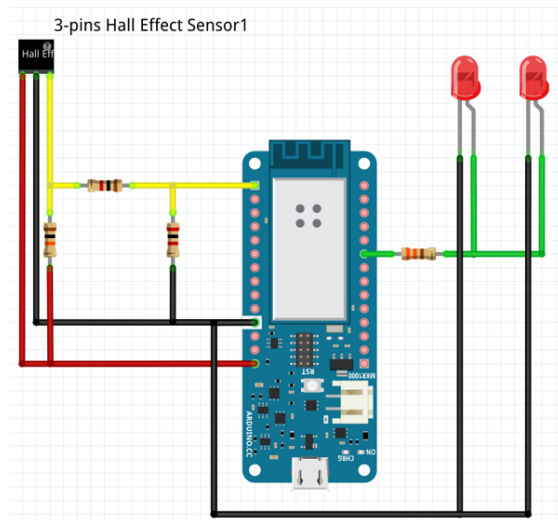 3-pins Hall Effect Sensor1
Hall Eff
RST
MKR1000
ARDUINO.CC
CHRG
ON